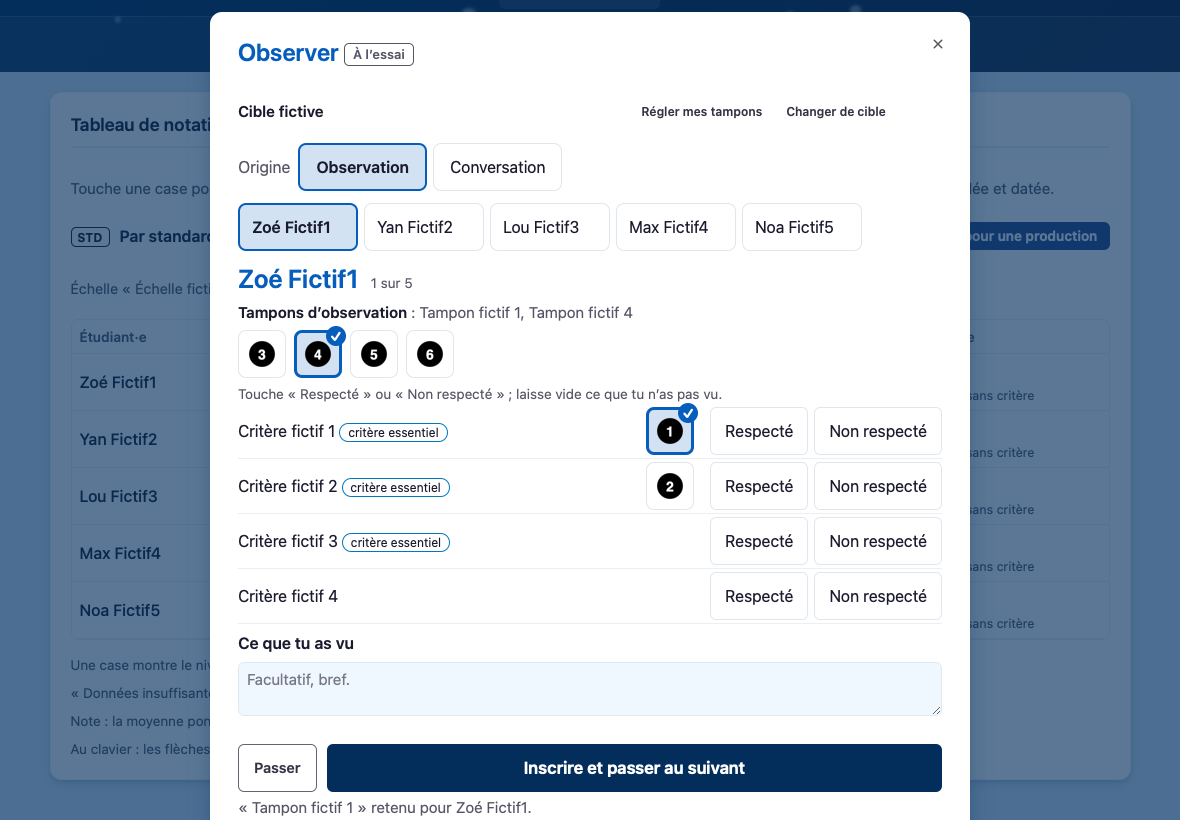 Observer À l’essai
×
Cible fictive Régler mes tampons Changer de cible
Origine Observation Conversation
Zoé Fictif1 Yan Fictif2 Lou Fictif3 Max Fictif4 Noa Fictif5
Zoé Fictif1 1 sur 5
Tampons d’observation : Tampon fictif 1, Tampon fictif 4
3 4 5 6
Touche « Respecté » ou « Non respecté » ; laisse vide ce que tu n’as pas vu.
Critère fictif 1 critère essentiel 1 Respecté Non respecté
Critère fictif 2 critère essentiel 2 Respecté Non respecté
Critère fictif 3 critère essentiel Respecté Non respecté
Critère fictif 4 Respecté Non respecté
Ce que tu as vu
Facultatif, bref.
Passer Inscrire et passer au suivant
« Tampon fictif 1 » retenu pour Zoé Fictif1.
Tableau de
Touche une case
et datée.
STD Par
pour une production
Échelle « Échelle
Étudiant·e
Zoé Fictif1
sans critère
Yan Fictif2
sans critère
Lou Fictif3
sans critère
Max Fictif4
sans critère
Noa Fictif5
sans critère
Une case montre le
« Données
Note : la moyenne
Au clavier : les flèches